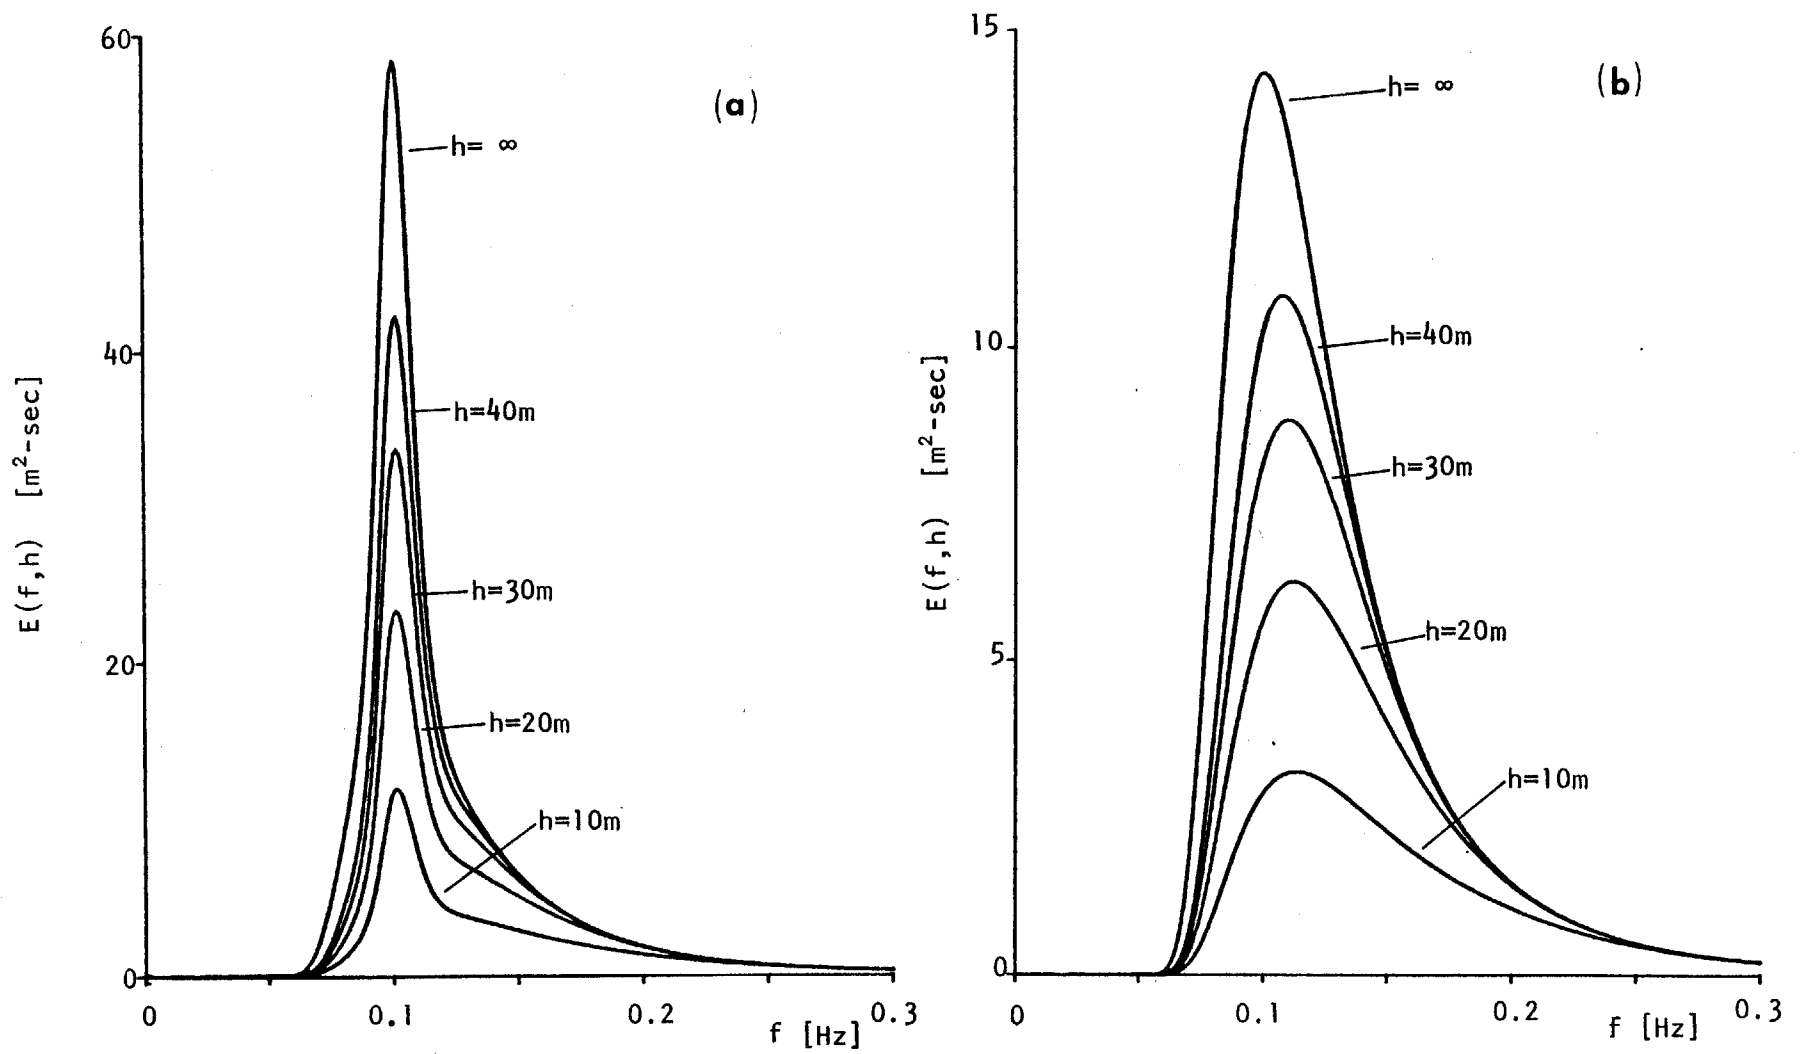 60
(a)
h= ∞
40
h=40m
h=30m
20
h=20m
h=10m
0
0
0.1
0.2
0.3
f [Hz]
E(f,h) [m²-sec]
15
(b)
h= ∞
10
h=40m
h=30m
5
h=20m
h=10m
0
0
0.1
0.2
0.3
f [Hz]
E(f,h) [m²-sec]